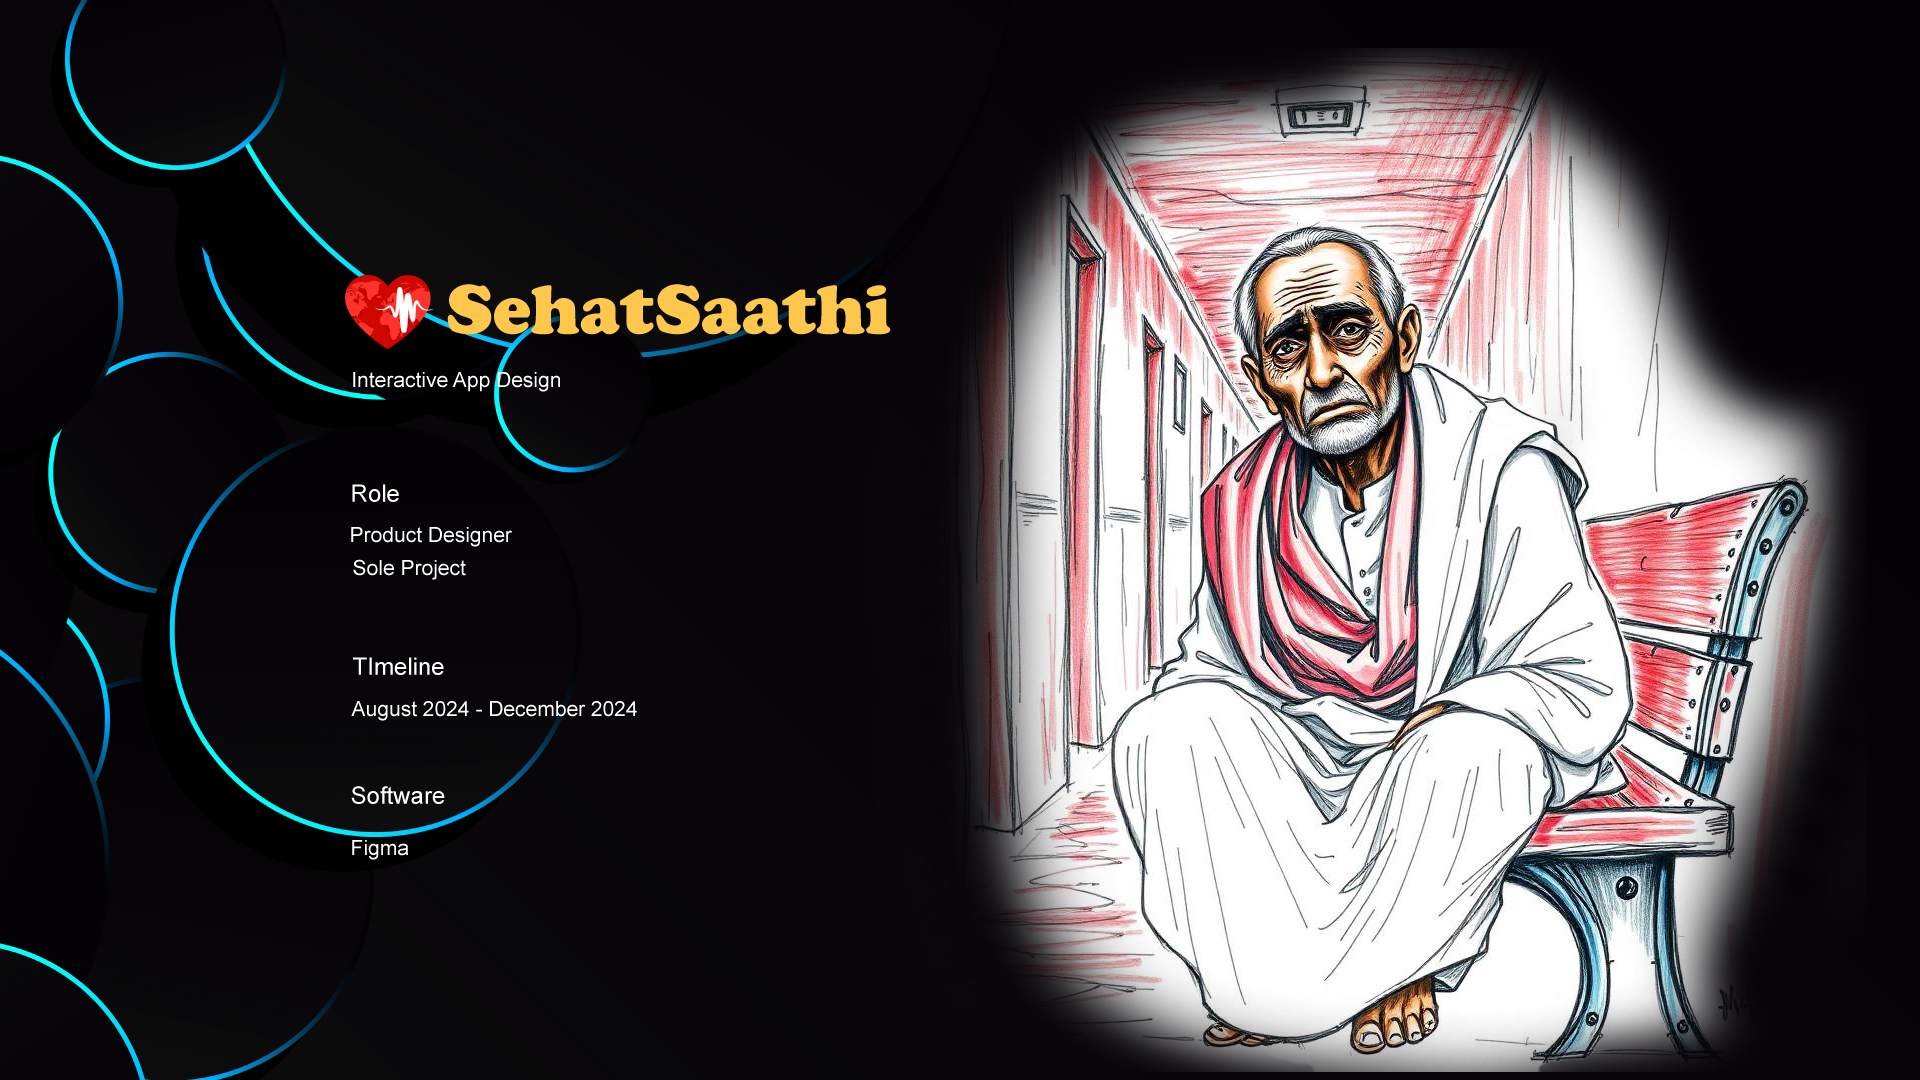 SehatSaathi
Interactive App Design
Role
Product Designer
Sole Project
TImeline
August 2024 - December 2024
Software
Figma